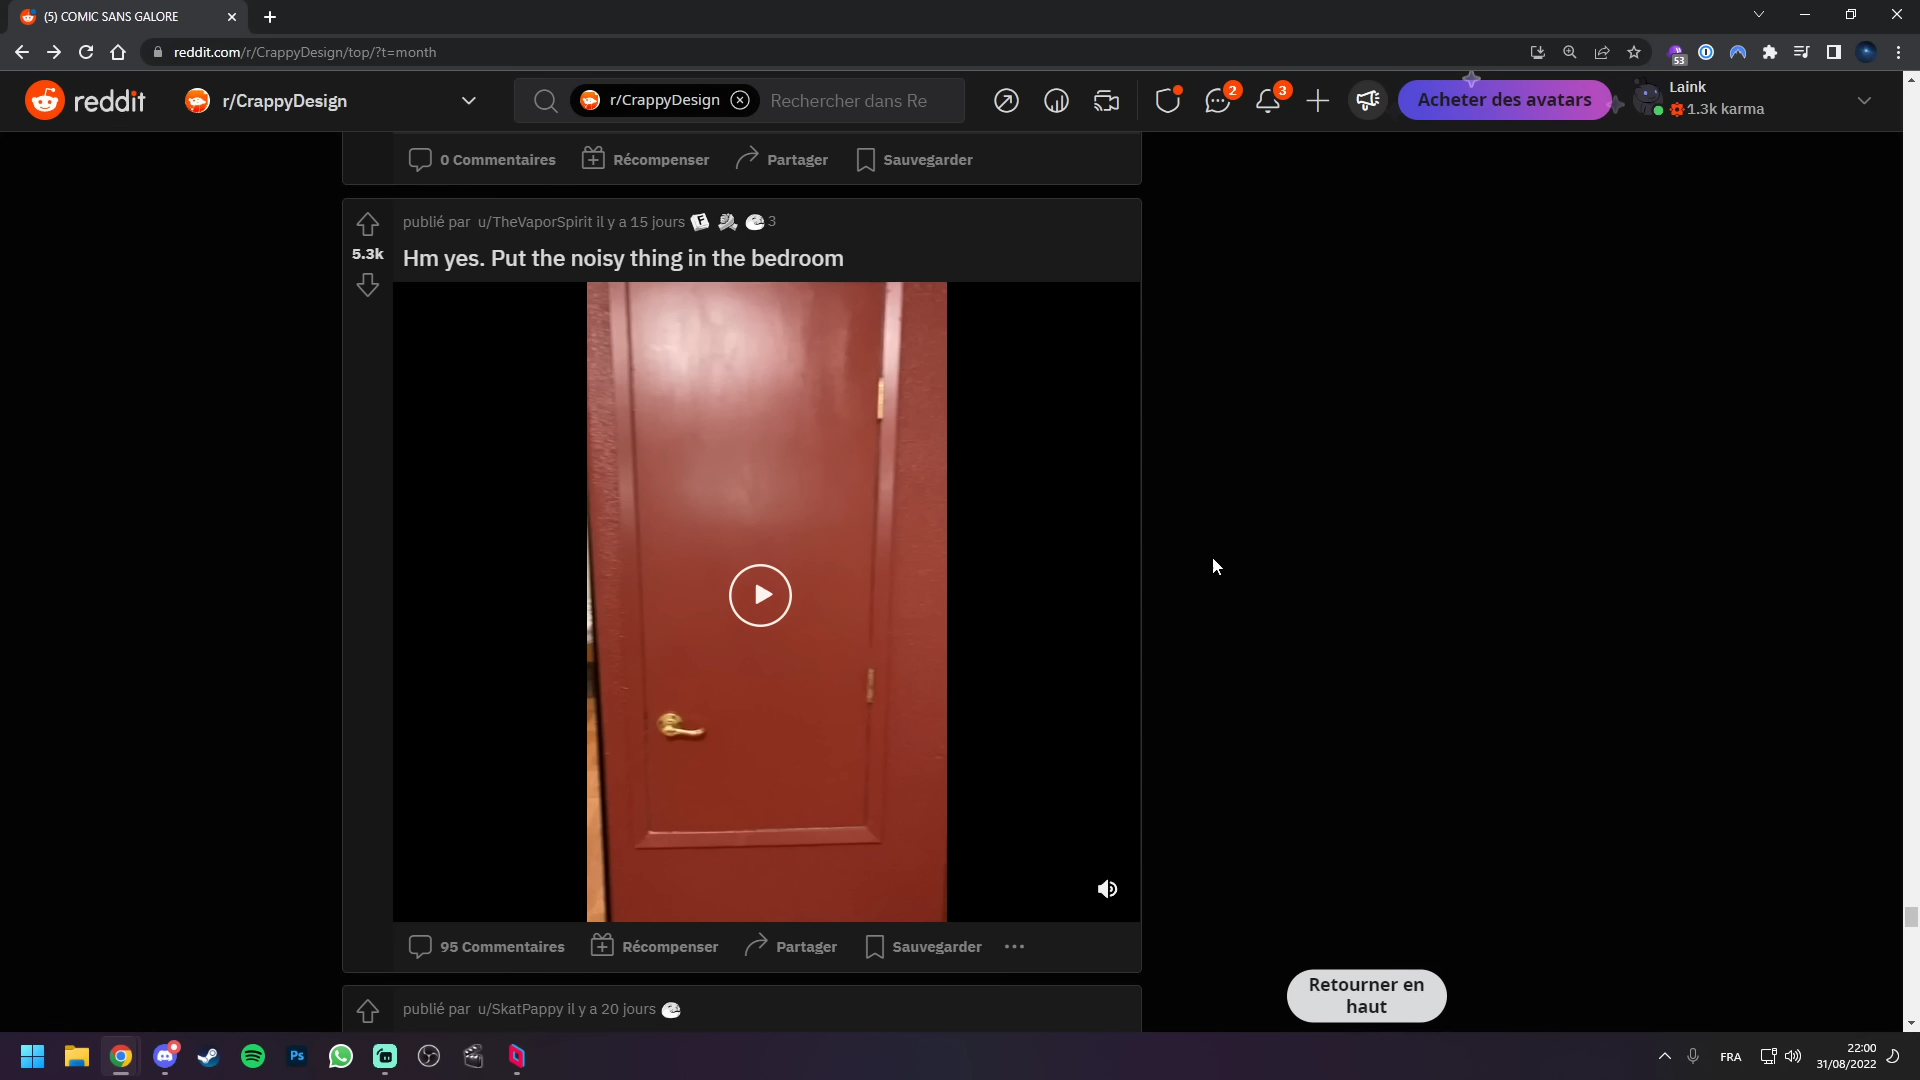 (5) COMIC SANS GALORE
reddit.com/r/CrappyDesign/top/?t=month
53
reddit
r/CrappyDesign
r/CrappyDesign
Rechercher dans Re
2
3
Acheter des avatars
Laink
1.3k karma
0 Commentaires
Récompenser
Partager
Sauvegarder
publié par u/TheVaporSpirit il y a 15 jours
F
3
5.3k
Hm yes. Put the noisy thing in the bedroom
95 Commentaires
Récompenser
Partager
Sauvegarder
Retourner en
haut
publié par u/SkatPappy il y a 20 jours
Ps
FRA
22:00
31/08/2022